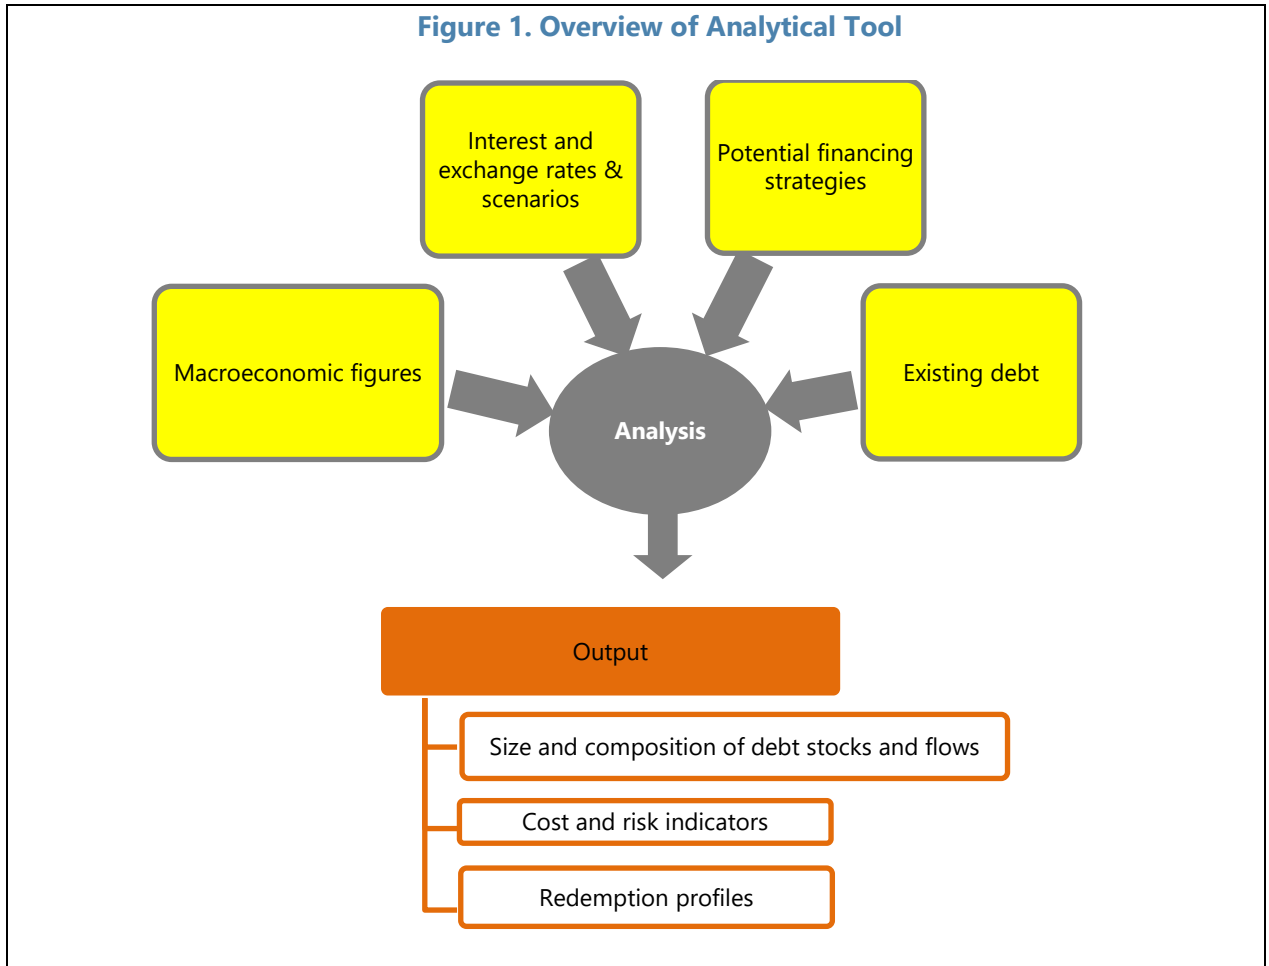 Figure 1. Overview of Analytical Tool
Interest and
exchange rates &
scenarios
Potential financing
strategies
Macroeconomic figures
Existing debt
Analysis
Output
Size and composition of debt stocks and flows
Cost and risk indicators
Redemption profiles